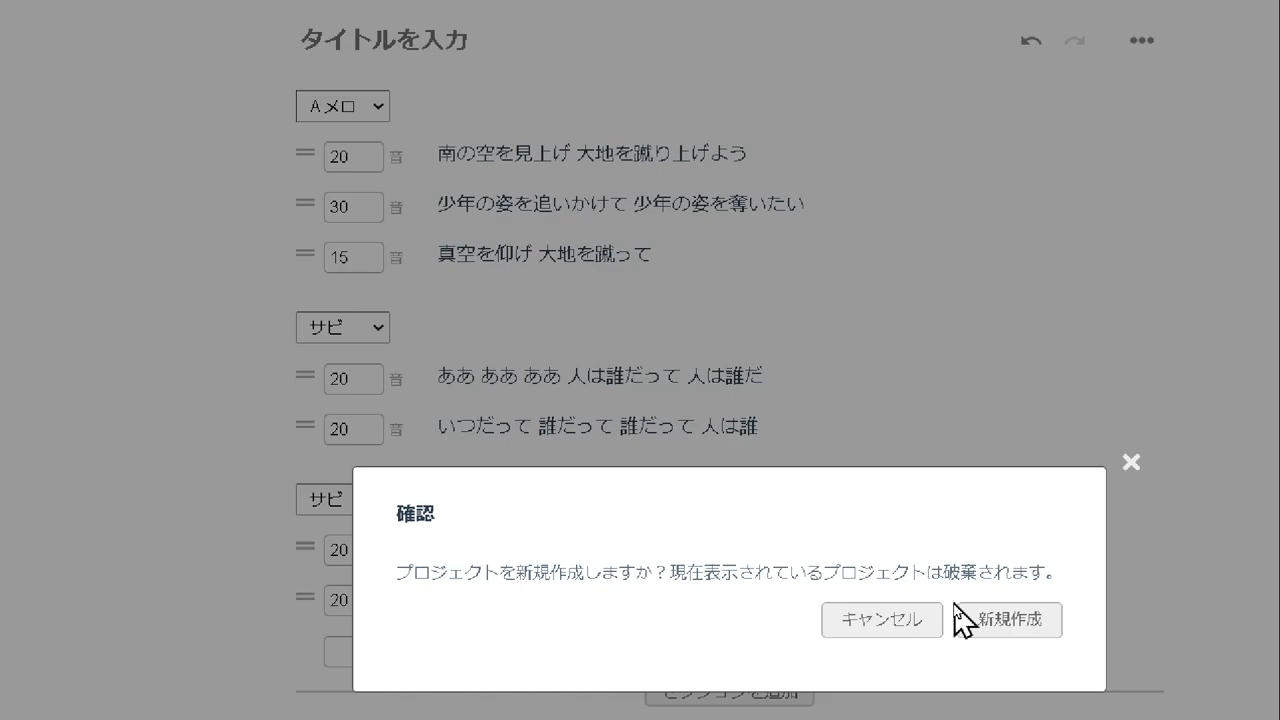 タイトルを入力
Aメロ
20 音 南の空を見上げ 大地を蹴り上げよう
30 音 少年の姿を追いかけて 少年の姿を奪いたい
15 音 真空を仰げ 大地を蹴って
サビ
20 音 ああ ああ ああ 人は誰だって 人は誰だ
20 音 いつだって 誰だって 誰だって 人は誰
サビ
20
20
確認
プロジェクトを新規作成しますか？現在表示されているプロジェクトは破棄されます。
キャンセル 新規作成
セクションを追加